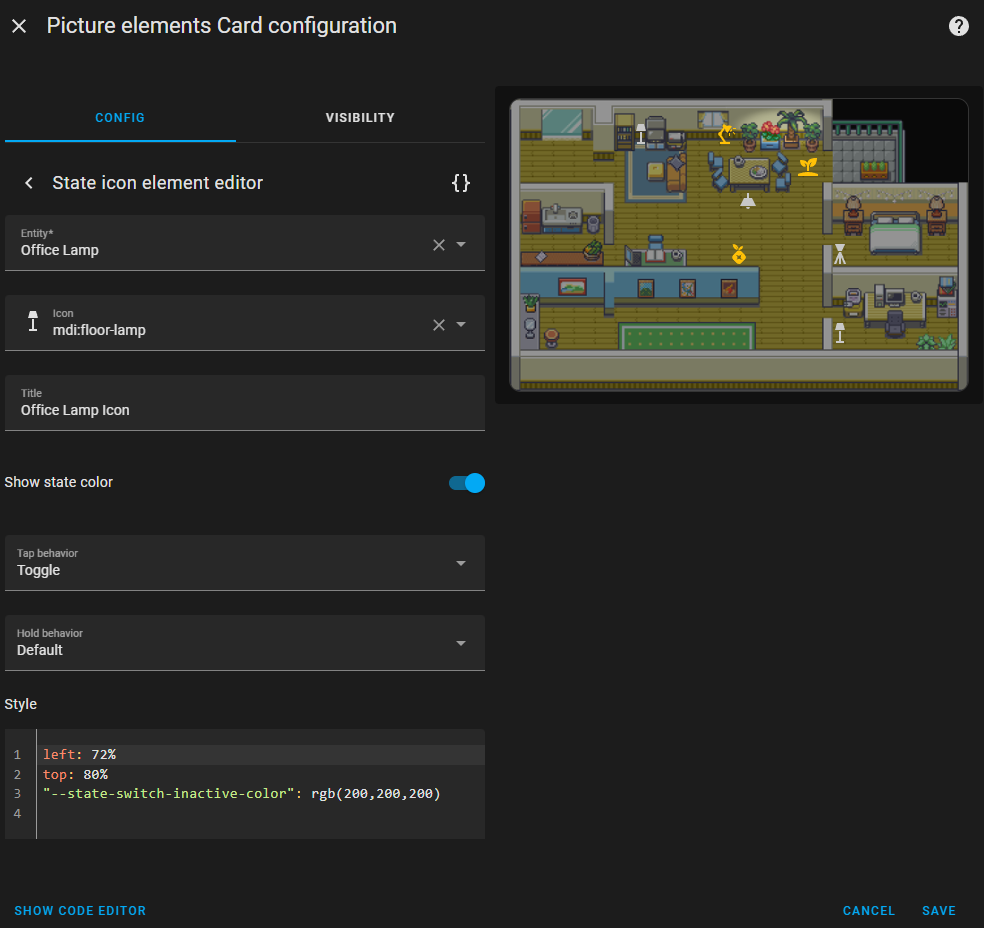 Picture elements Card configuration
CONFIG
VISIBILITY
State icon element editor
{}
Entity*
Office Lamp
Icon
mdi:floor-lamp
Title
Office Lamp Icon
Show state color
Tap behavior
Toggle
Hold behavior
Default
Style
1 left: 72%
2 top: 80%
3 "--state-switch-inactive-color": rgb(200,200,200)
4
SHOW CODE EDITOR
CANCEL
SAVE